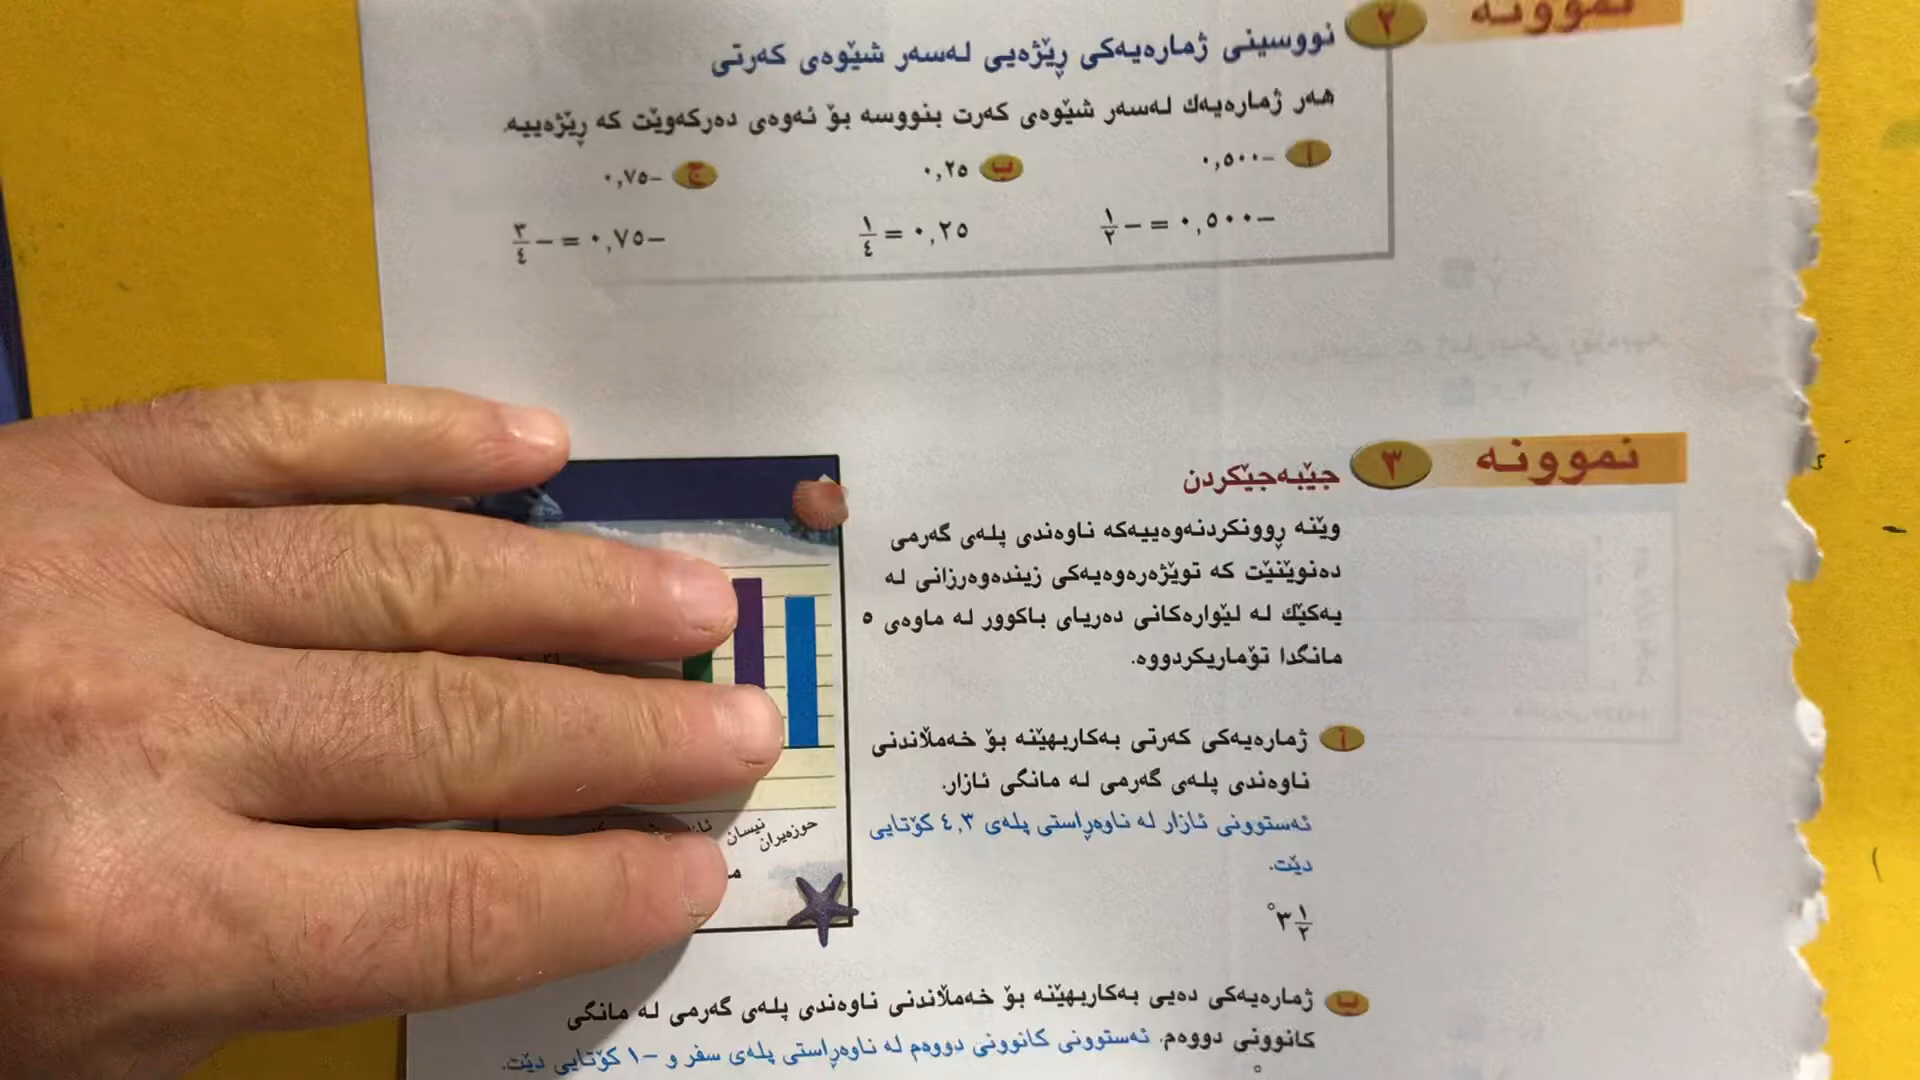 نموونە ٢
نووسینی ژمارەیەکی ڕێژەیی لەسەر شێوەی کەرتی
هەر ژمارەیەك لەسەر شێوەی کەرت بنووسە بۆ ئەوەی دەرکەوێت کە ڕێژەییە.
أ −٠,٥٠٠ ب ٠,٢٥ ج −٠,٧٥
−٠,٥٠٠ = −١/٢ ٠,٢٥ = ١/٤ −٠,٧٥ = −٣/٤
نموونە ٣
جێبەجێکردن
وێنە ڕوونکردنەوەییەکە ناوەندی پلەی گەرمی
دەنوێنێت کە توێژەرەوەیەکی زیندەوەرزانی لە
یەکێك لە لێوارەکانی دەریای باکوور لە ماوەی ٥
مانگدا تۆماریکردووە.
أ ژمارەیەکی کەرتی بەکاربهێنە بۆ خەمڵاندنی
ناوەندی پلەی گەرمی لە مانگی ئازار.
ئەستوونی ئازار لە ناوەڕاستی پلەی ٤,٣ کۆتایی
دێت.
٣ ١/٢°
نیسان
حوزەیران
ب ژمارەیەکی دەیی بەکاربهێنە بۆ خەمڵاندنی ناوەندی پلەی گەرمی لە مانگی
کانوونی دووەم. ئەستوونی کانوونی دووەم لە ناوەڕاستی پلەی سفر و −١ کۆتایی دێت.